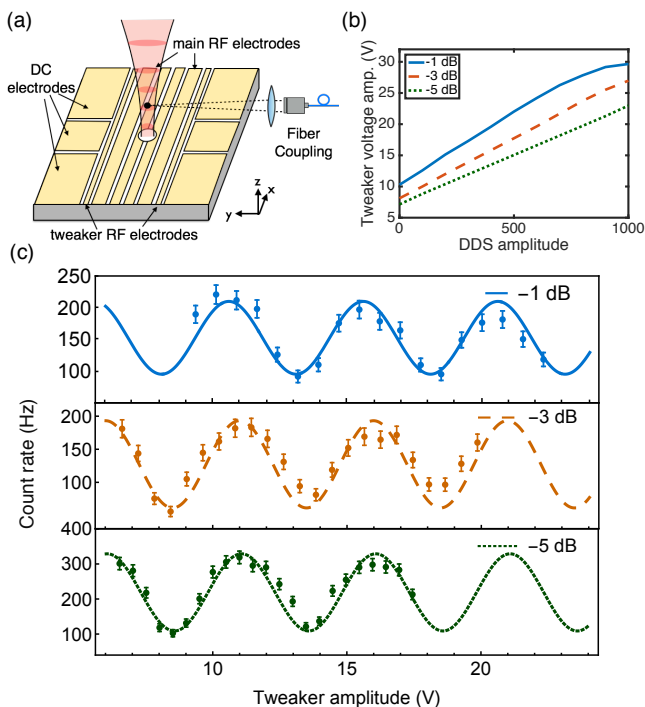 (a)
main RF electrodes
DC
electrodes
Fiber
Coupling
z
x
y
tweaker RF electrodes
(b)
Tweaker voltage amp. (V)
30
25
20
15
10
5
−1 dB
−3 dB
−5 dB
0
500
1000
DDS amplitude
(c)
Count rate (Hz)
250
200
150
100
−1 dB
200
150
100
400
−3 dB
300
200
100
−5 dB
10
15
20
Tweaker amplitude (V)